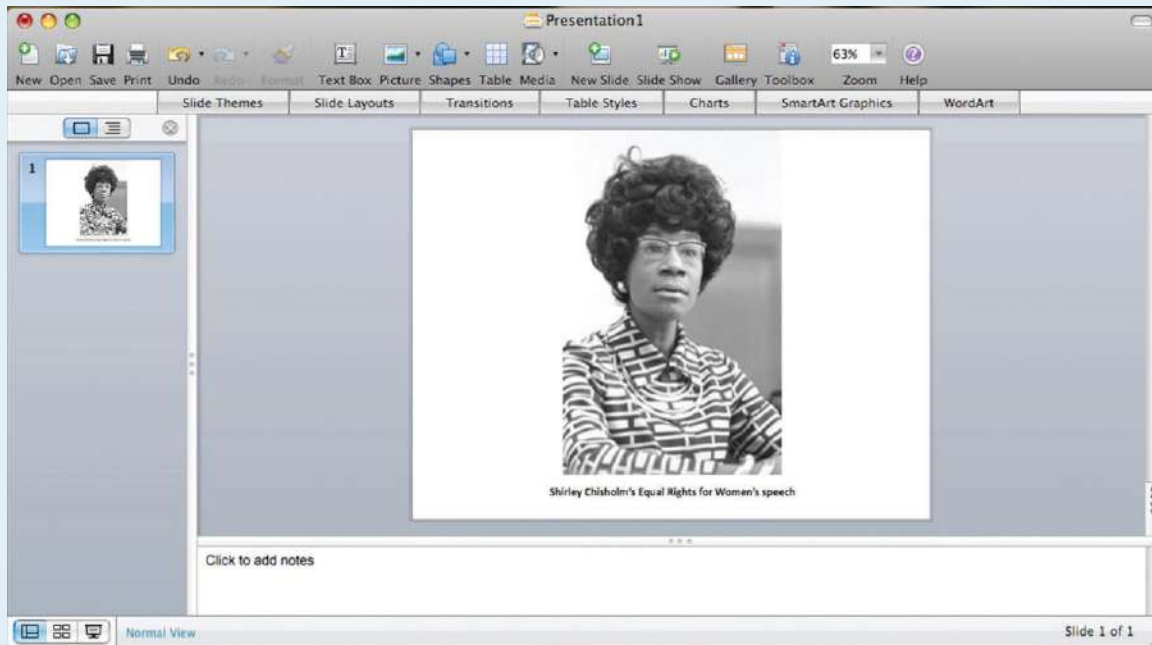 Presentation1
63%
New Open Save Print Undo Redo Format Text Box Picture Shapes Table Media New Slide Slide Show Gallery Toolbox Zoom Help
Slide Themes Slide Layouts Transitions Table Styles Charts SmartArt Graphics WordArt
1
Shirley Chisholm's Equal Rights for Women's speech
Click to add notes
Normal View
Slide 1 of 1